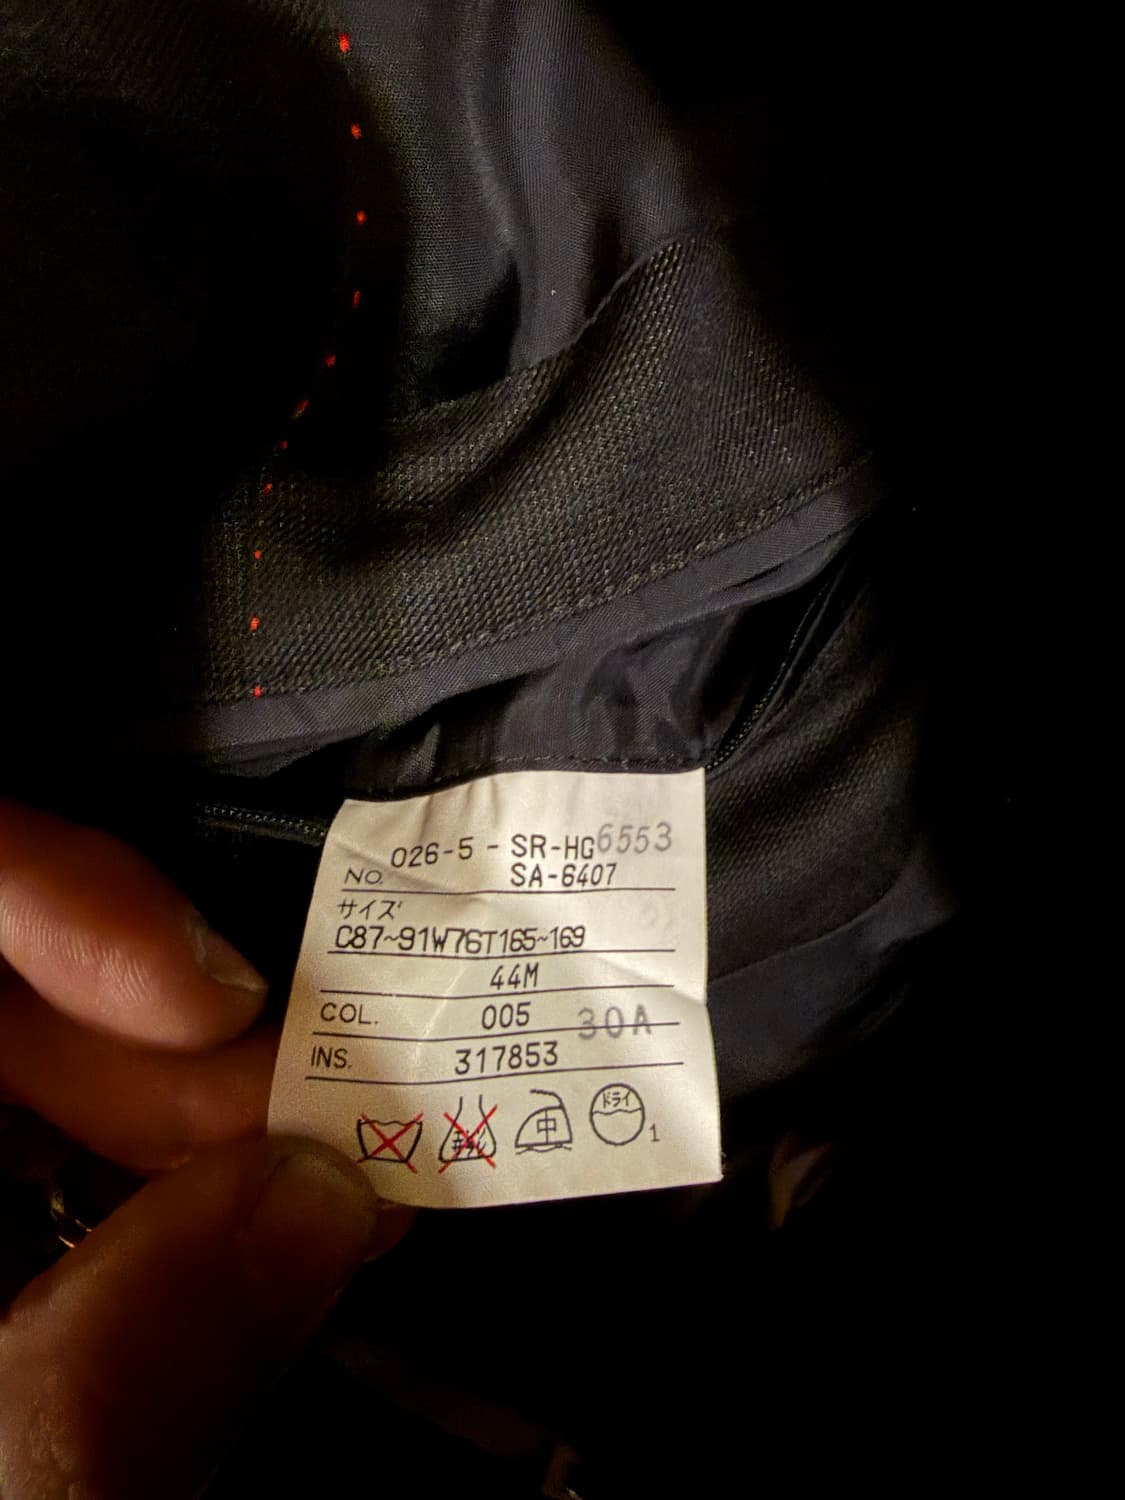 026-5 - SR-HG6553
NO. SA-6407
サイズ
C87~91W76T165~169
44M
COL. 005 30A
INS. 317853
中
ドライ
1